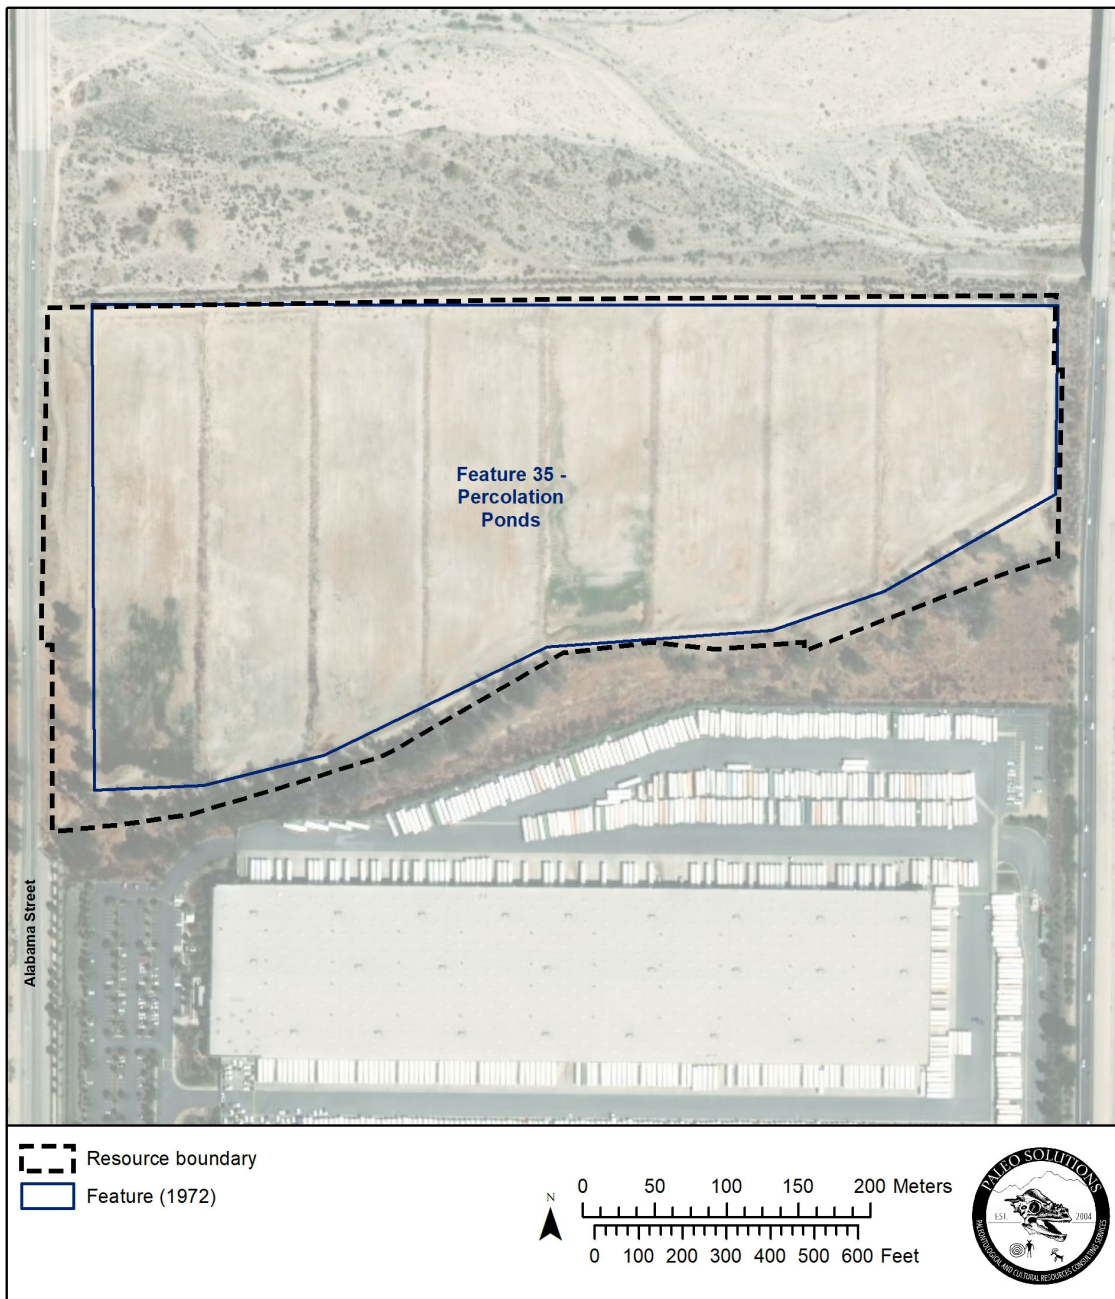 Feature 35 -
Percolation
Ponds
Alabama Street
Resource boundary
Feature (1972)
N
0 50 100 150 200 Meters
0 100 200 300 400 500 600 Feet
PALEO SOLUTIONS
EST. 2004
PALEONTOLOGICAL AND CULTURAL RESOURCES CONSULTING SERVICES